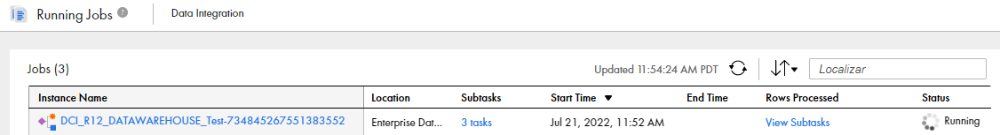 Running Jobs ? Data Integration
Jobs (3) Updated 11:54:24 AM PDT Localizar
Instance Name Location Subtasks Start Time End Time Rows Processed Status
DCI_R12_DATAWAREHOUSE_Test-734845267551383552 Enterprise Dat... 3 tasks Jul 21, 2022, 11:52 AM View Subtasks Running